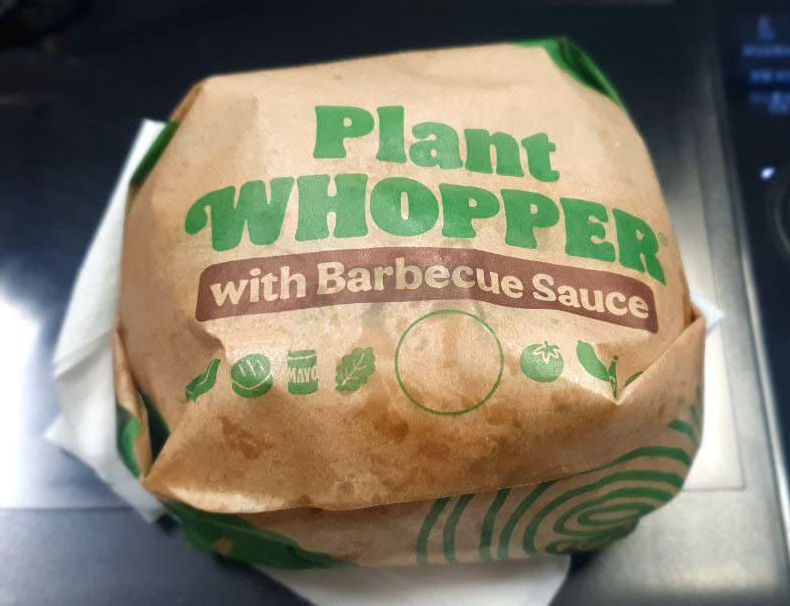 Plant
WHOPPER®
with Barbecue Sauce
MAYO